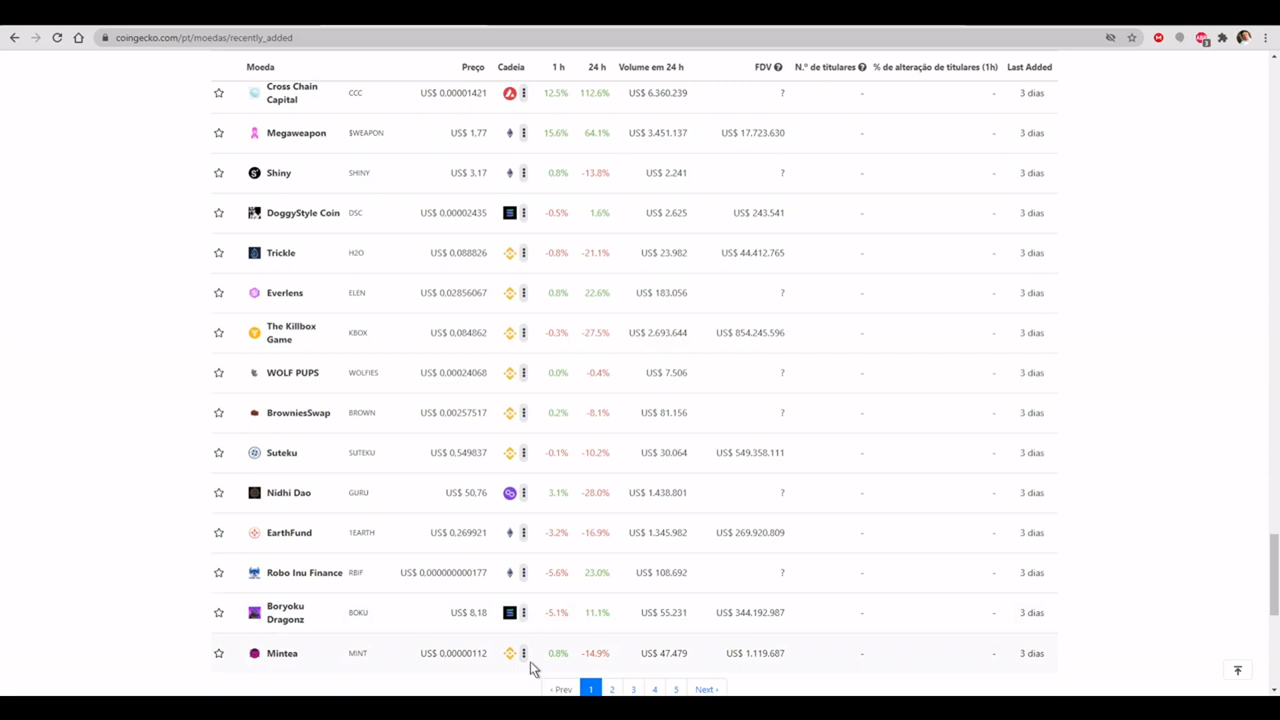 coingecko.com/pt/moedas/recently_added
3
Moeda Preço Cadeia 1 h 24 h Volume em 24 h FDV N.º de titulares % de alteração de titulares (1h) Last Added
Cross Chain Capital CCC US$ 0,00001421 12.5% 112.6% US$ 6.360.239 ? - - 3 dias
Megaweapon $WEAPON US$ 1,77 15.6% 64.1% US$ 3.451.137 US$ 17.723.630 - - 3 dias
Shiny SHINY US$ 3,17 0.8% -13.8% US$ 2.241 ? - - 3 dias
DoggyStyle Coin DSC US$ 0,00002435 -0.5% 1.6% US$ 2.625 US$ 243.541 - - 3 dias
Trickle H2O US$ 0,088826 -0.8% -21.1% US$ 23.982 US$ 44.412.765 - - 3 dias
Everlens ELEN US$ 0,02856067 0.8% 22.6% US$ 183.056 ? - - 3 dias
The Killbox Game KBOX US$ 0,084862 -0.3% -27.5% US$ 2.693.644 US$ 854.245.596 - - 3 dias
WOLF PUPS WOLFIES US$ 0,00024068 0.0% -0.4% US$ 7.506 ? - - 3 dias
BrowniesSwap BROWN US$ 0,00257517 0.2% -8.1% US$ 81.156 ? - - 3 dias
Suteku SUTEKU US$ 0,549837 -0.1% -10.2% US$ 30.064 US$ 549.358.111 - - 3 dias
Nidhi Dao GURU US$ 50,76 3.1% -28.0% US$ 1.438.801 ? - - 3 dias
EarthFund 1EARTH US$ 0,269921 -3.2% -16.9% US$ 1.345.982 US$ 269.920.809 - - 3 dias
Robo Inu Finance RBIF US$ 0,000000000177 -5.6% 23.0% US$ 108.692 ? - - 3 dias
Boryoku Dragonz BOKU US$ 8,18 -5.1% 11.1% US$ 55.231 US$ 344.192.987 - - 3 dias
Mintea MINT US$ 0,00000112 0.8% -14.9% US$ 47.479 US$ 1.119.687 - - 3 dias
‹ Prev 1 2 3 4 5 Next ›